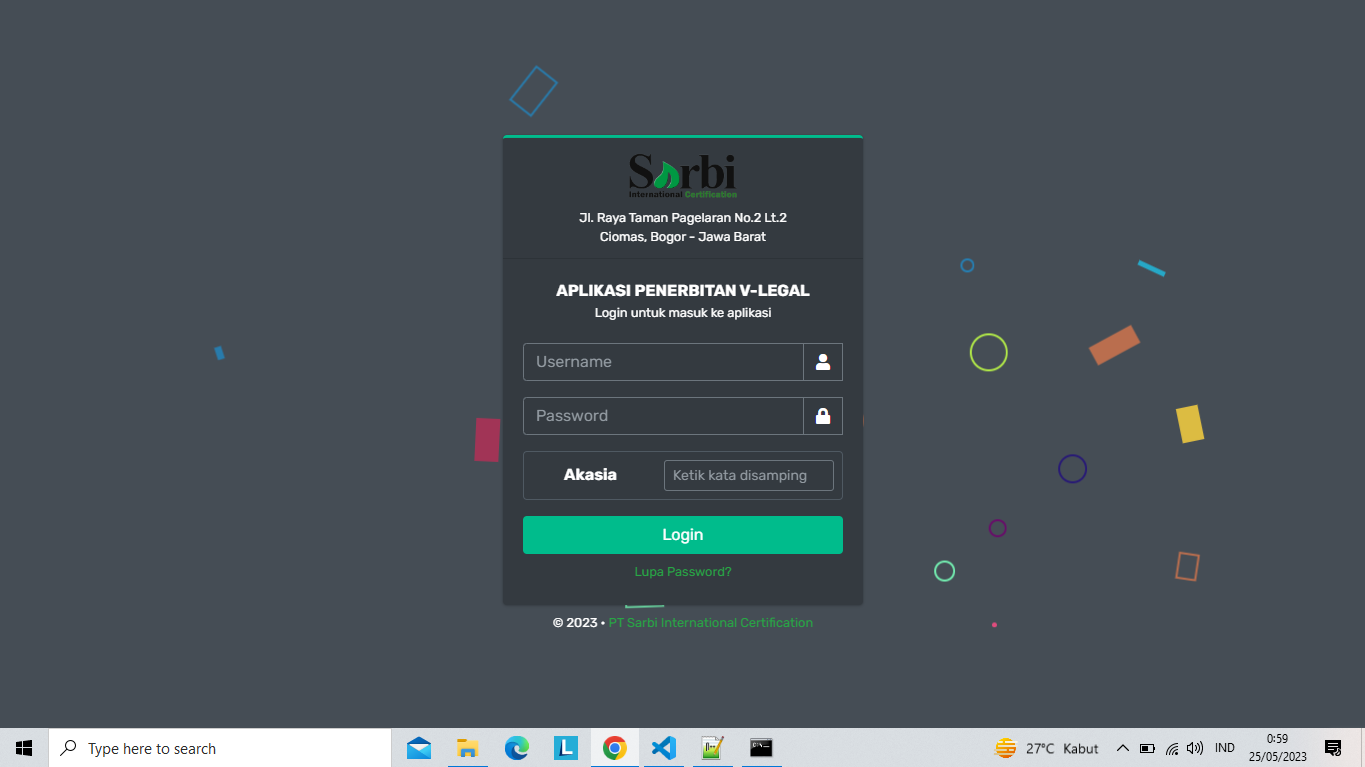 Sarbi
International Certification
Jl. Raya Taman Pagelaran No.2 Lt.2
Ciomas, Bogor - Jawa Barat
APLIKASI PENERBITAN V-LEGAL
Login untuk masuk ke aplikasi
Username
Password
Akasia Ketik kata disamping
Login
Lupa Password?
© 2023 • PT Sarbi International Certification
Type here to search
L
27°C Kabut
IND
0:59
25/05/2023